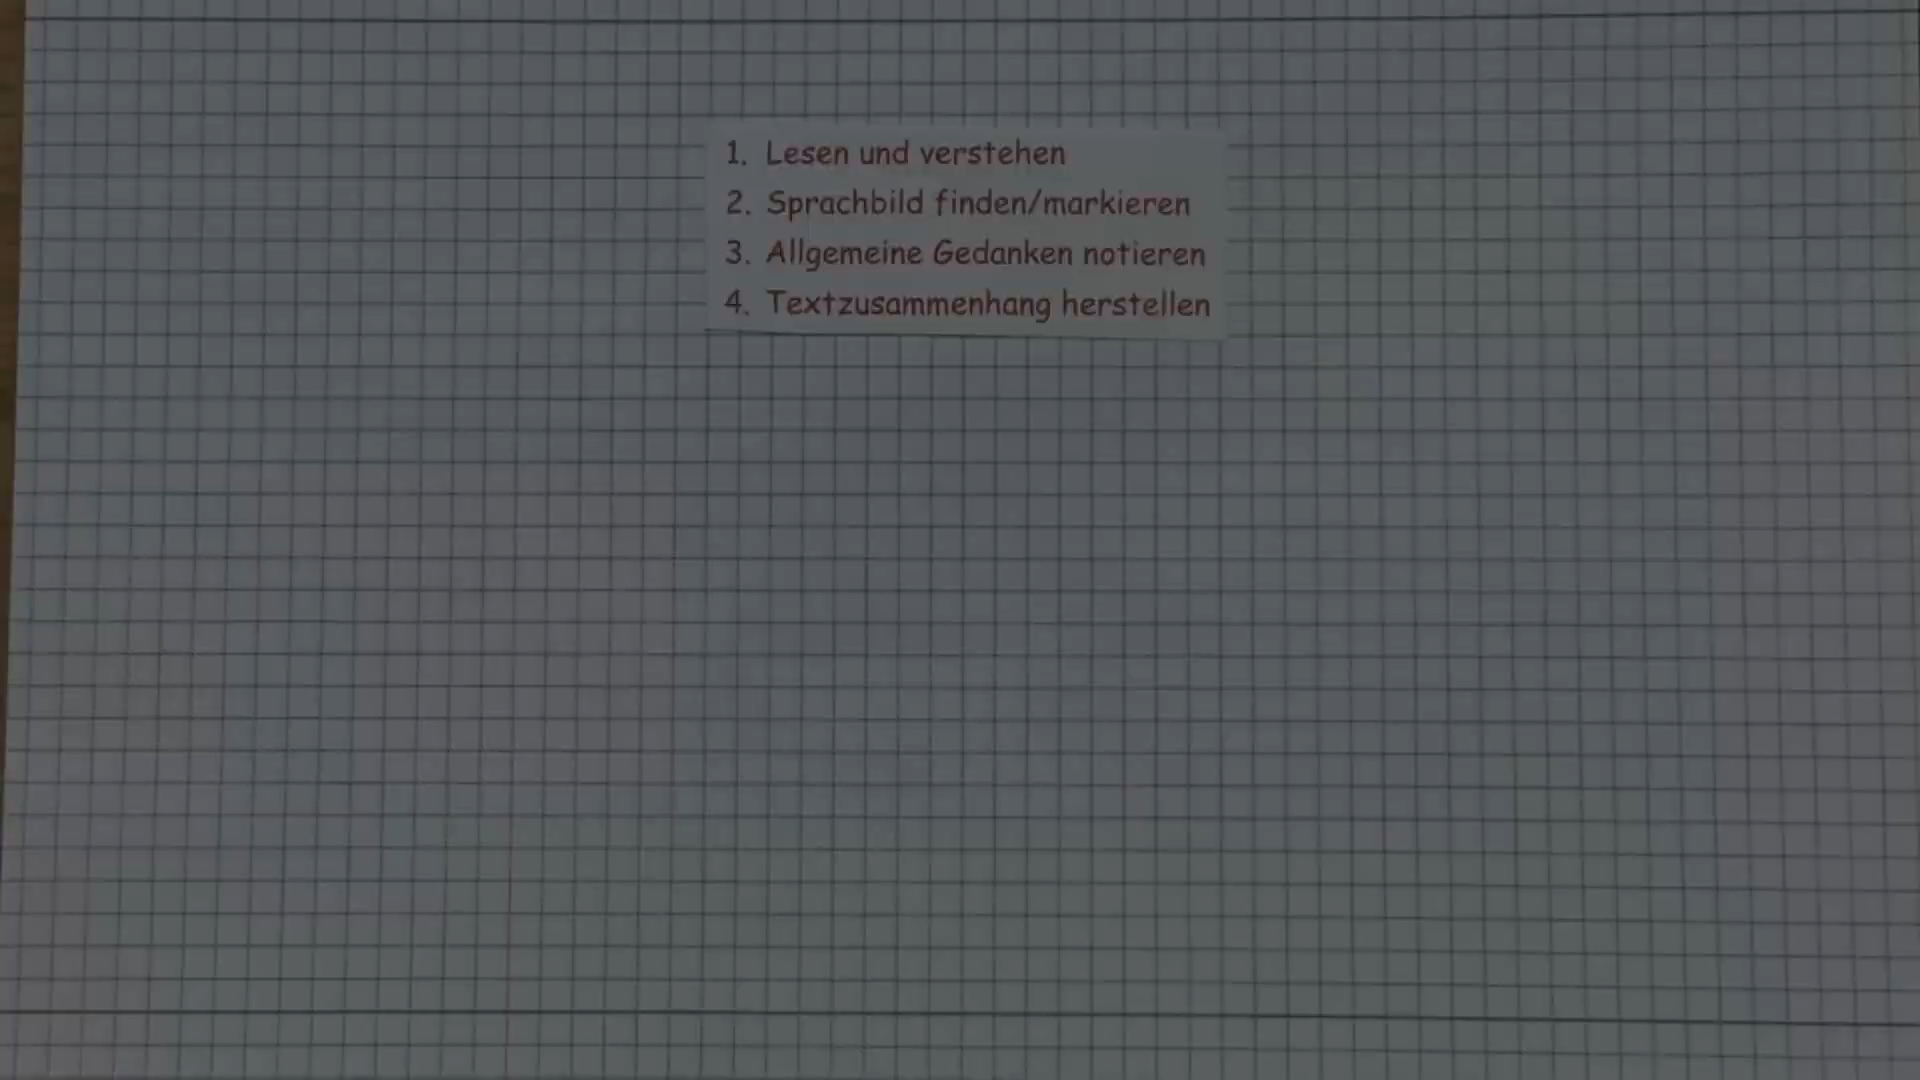 1. Lesen und verstehen
2. Sprachbild finden/markieren
3. Allgemeine Gedanken notieren
4. Textzusammenhang herstellen